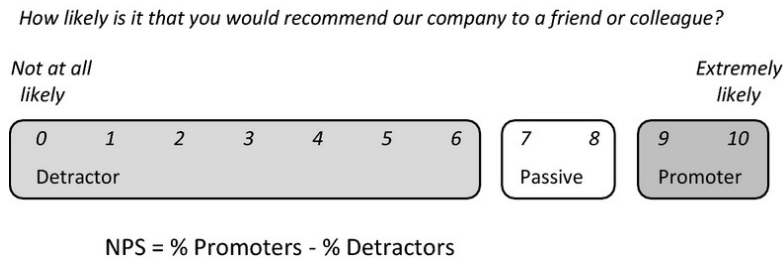 How likely is it that you would recommend our company to a friend or colleague?
Not at all likely
Extremely likely
0 1 2 3 4 5 6 7 8 9 10
Detractor Passive Promoter
NPS = % Promoters - % Detractors